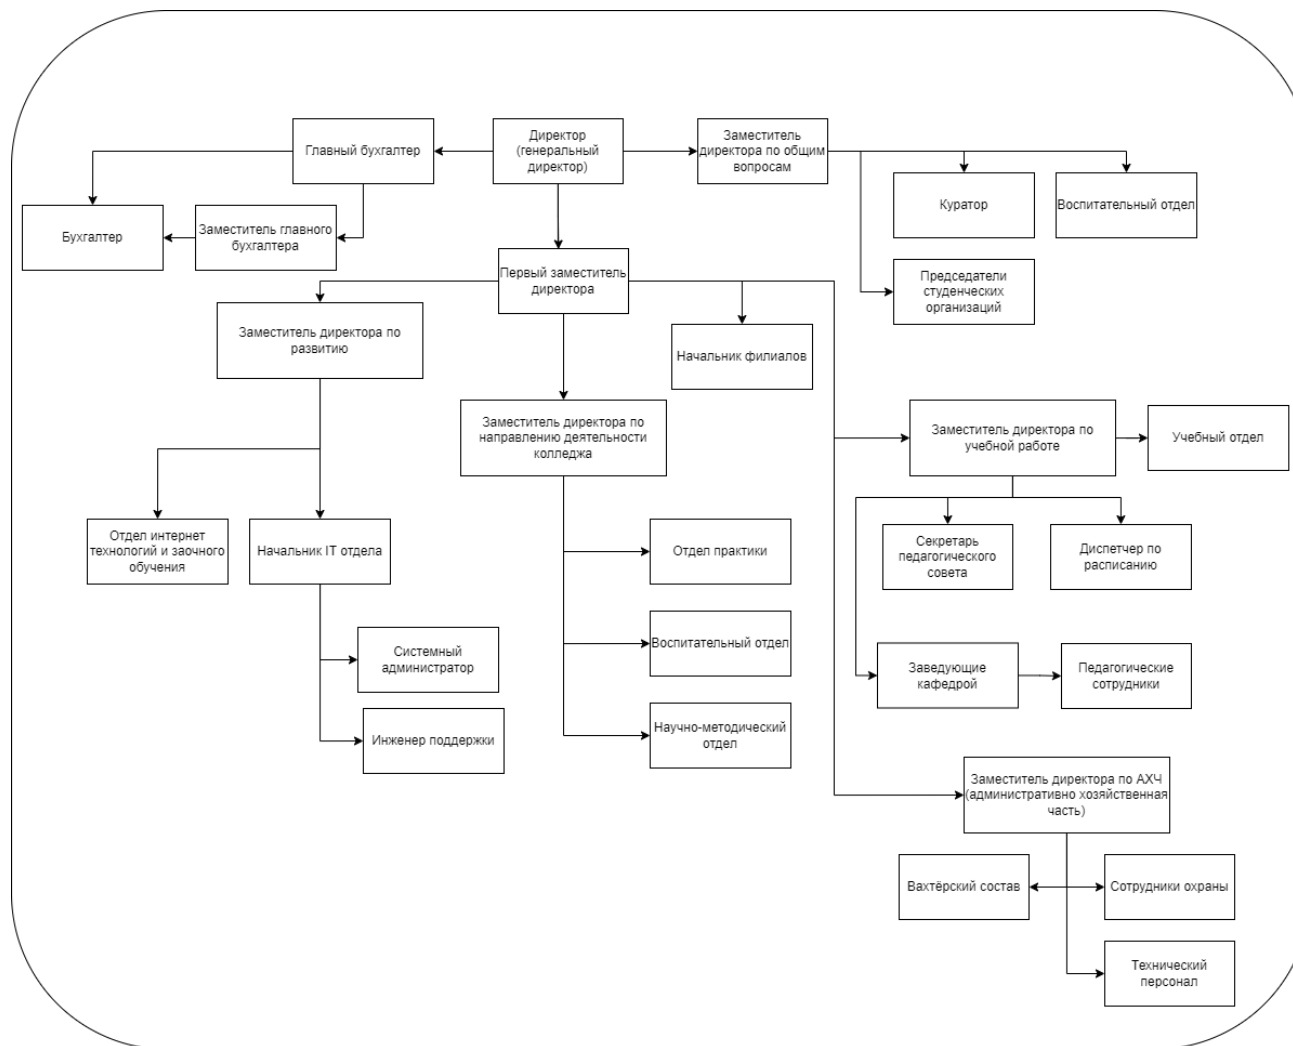 Главный бухгалтер
Директор
(генеральный
директор)
Заместитель
директора по общим
вопросам
Бухгалтер
Заместитель главного
бухгалтера
Куратор
Воспитательный отдел
Первый заместитель
директора
Председатели
студенческих
организаций
Заместитель директора по
развитию
Начальник филиалов
Заместитель директора по
направлению деятельности
колледжа
Заместитель директора по
учебной работе
Учебный отдел
Отдел интернет
технологий и заочного
обучения
Начальник IT отдела
Отдел практики
Секретарь
педагогического
совета
Диспетчер по
расписанию
Системный
администратор
Воспитательный отдел
Заведующие
кафедрой
Педагогические
сотрудники
Инженер поддержки
Научно-методический
отдел
Заместитель директора по АХЧ
(административно хозяйственная
часть)
Вахтёрский состав
Сотрудники охраны
Технический
персонал